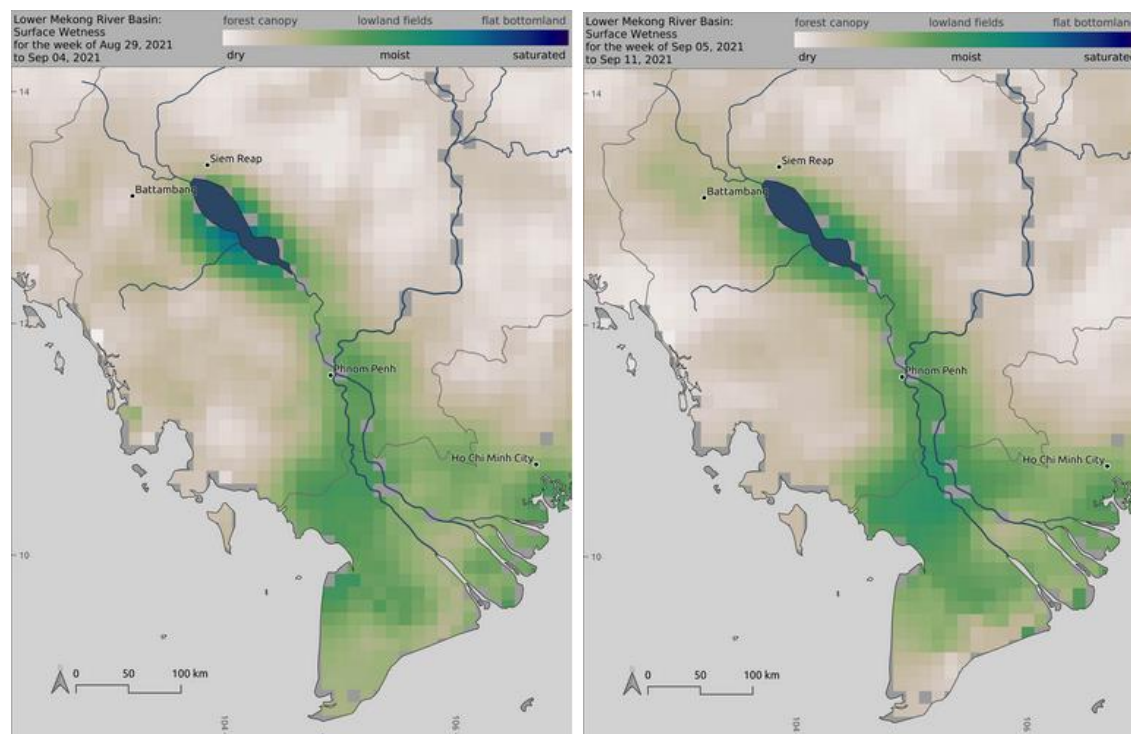 Lower Mekong River Basin:
Surface Wetness
for the week of Aug 29, 2021
to Sep 04, 2021
forest canopy lowland fields flat bottomland
dry moist saturated
14
Siem Reap
Battambang
12
Phnom Penh
Ho Chi Minh City
10
0 50 100 km
104 106
Lower Mekong River Basin:
Surface Wetness
for the week of Sep 05, 2021
to Sep 11, 2021
forest canopy lowland fields flat bottomland
dry moist saturated
14
Siem Reap
Battambang
12
Phnom Penh
Ho Chi Minh City
10
0 50 100 km
104 106